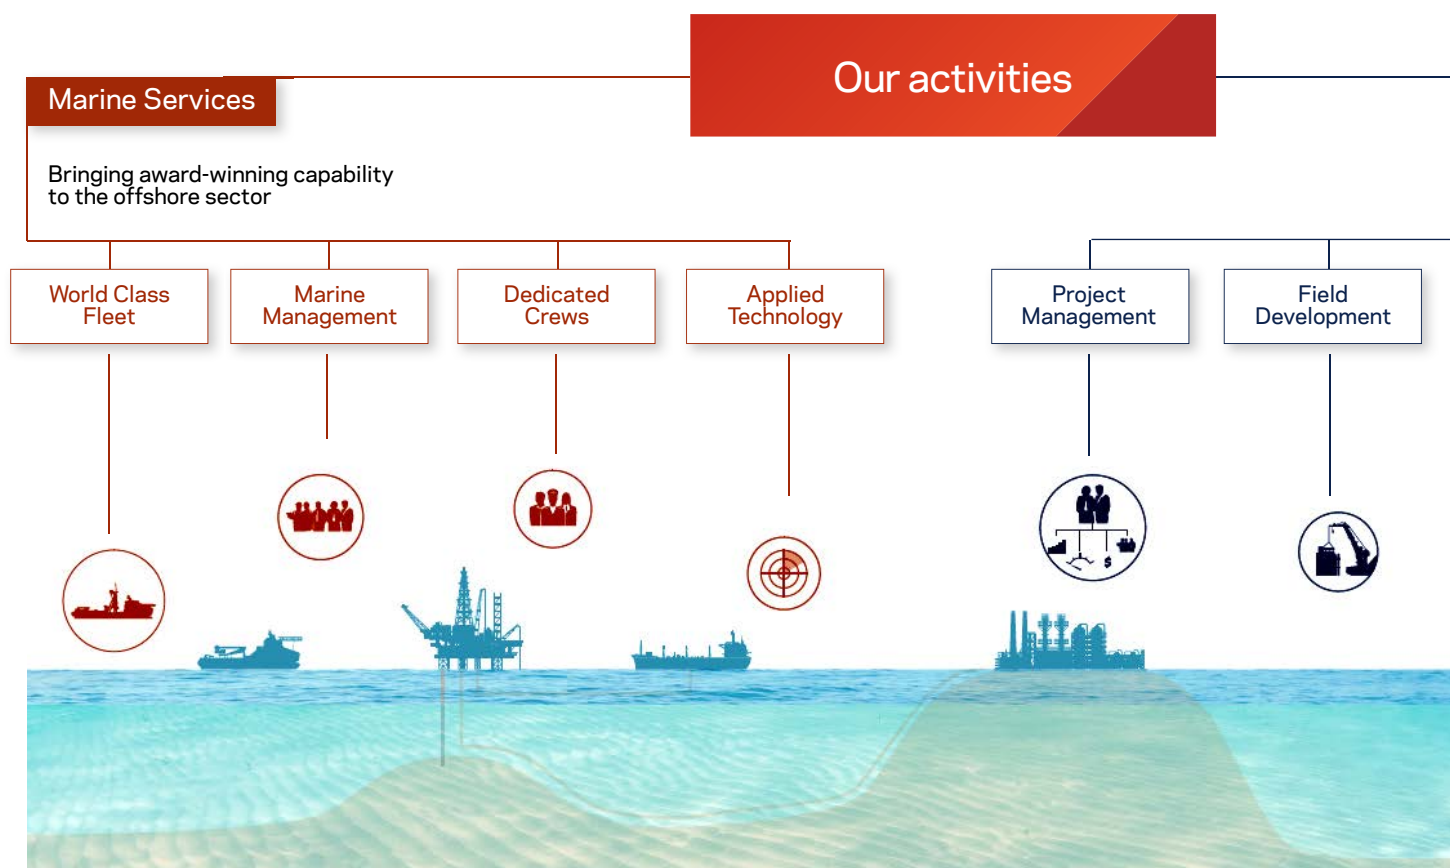 Our activities
Marine Services
Bringing award-winning capability
to the offshore sector
World Class
Fleet
Marine
Management
Dedicated
Crews
Applied
Technology
Project
Management
Field
Development
$